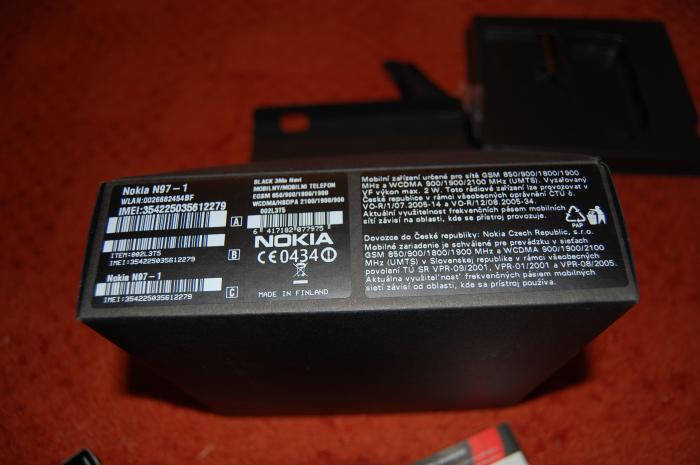 Nokia N97-1
WLAN:0026682454BF
IMEI:354225035612279
A
ITEM:002L3T5
B
Nokia N97-1
IMEI:354225035612279
C
BLACK 3Mo Navi
MOBILNY/MOBILNI TELEFON
EGSM 850/900/1800/1900
WCDMA/HSDPA 2100/1900/900
002L3T5
6 417182 077975
NOKIA
CE0434
MADE IN FINLAND
Mobilní zařízení určené pro sítě GSM 850/900/1800/1900
MHz a WCDMA 900/1900/2100 MHz (UMTS). Vyzařovaný
VF výkon max. 2 W. Toto rádiové zařízení lze provozovat v
České republice v rámci všeobecných oprávnění ČTÚ č.
VO-R/1/07. 2005-14 a VO-R/12/08. 2005-34.
Aktuální využitelnost frekvenčních pásem mobilních
sítí závisí na oblasti, kde se přístroj používá.
PAP
Dovozce do České republiky: Nokia Czech Republic, s.r.o.
Mobilné zariadenie je schválené pre prevádzku v sieťach
GSM 850/900/1800/1900 MHz a WCDMA 900/1900/2100
MHz (UMTS) v Slovenskej republike v rámci všeobecných
povolení TÚ SR VPR-09/2001, VPR-01/2001 a VPR-08/2005.
Aktuálna využiteľnosť frekvenčných pásem mobilných
sietí závisí od oblasti, kde sa prístroj používa.